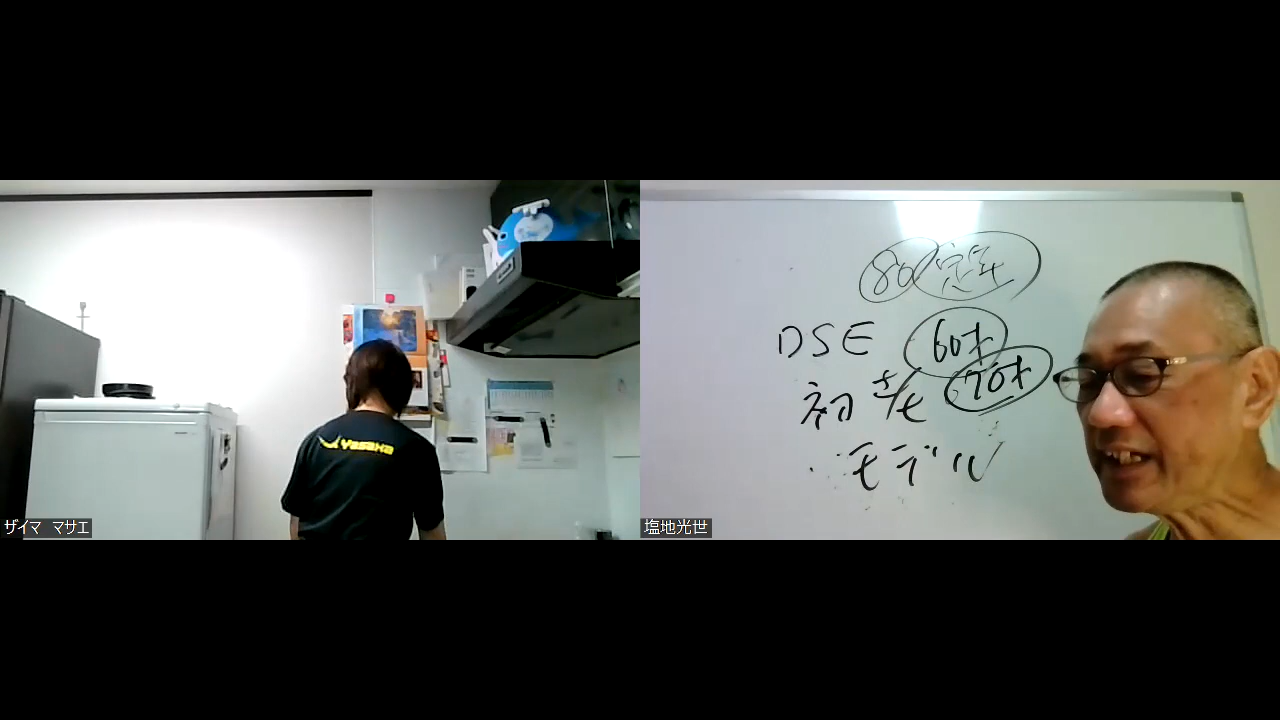 80 定年
DSE 60才
初老 70才
モデル
Yasaka
ザイマ マサエ
塩地光世